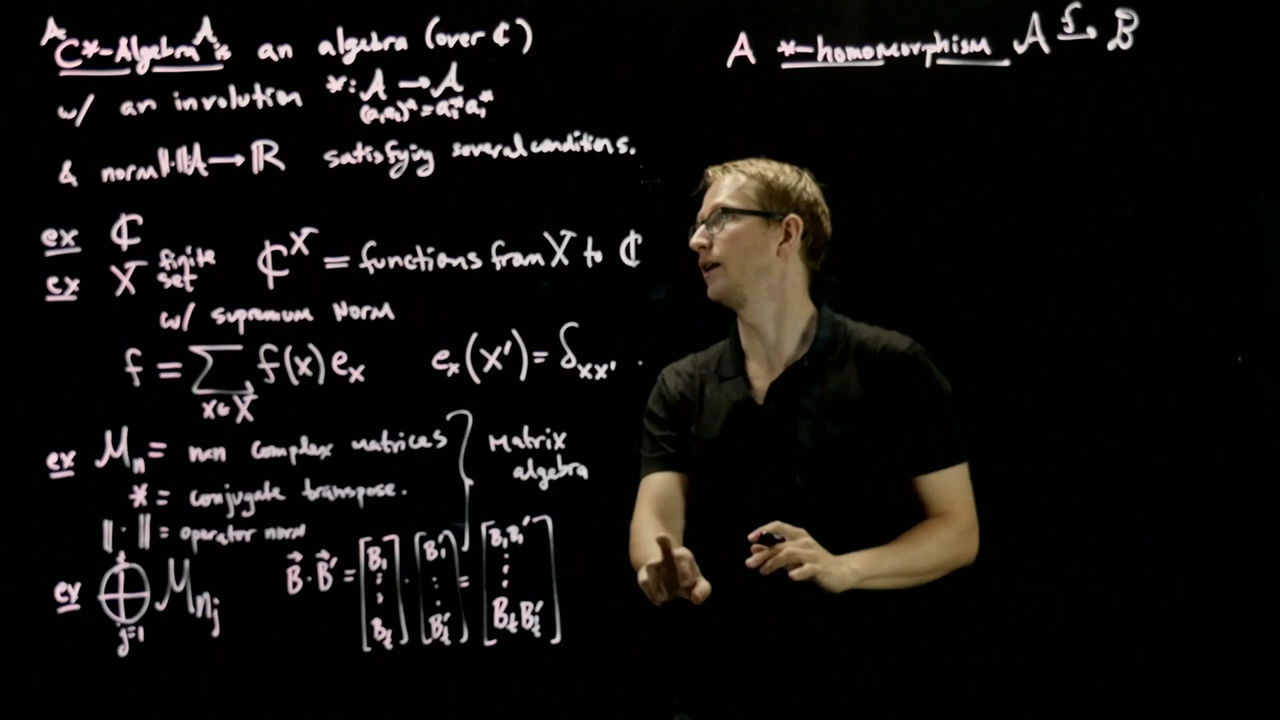 A C*-Algebra 𝒜 is an algebra (over ℂ)
w/ an involution *: 𝒜 → 𝒜
(a₁a₂)* = a₂*a₁*
& norm ‖·‖: 𝒜 → ℝ satisfying several conditions.
ex ℂ
ex X finite set ℂ^X = functions from X to ℂ
w/ supremum norm
f = ∑_{x∈X} f(x) e_x e_x(x') = δ_{xx'} .
ex ℳ_n = n×n complex matrices } Matrix algebra
* = conjugate transpose.
‖·‖ = operator norm
ex ⊕_{j=1}^{t} ℳ_{n_j} B⃗·B⃗' = [B₁ ⋮ B_t]·[B₁' ⋮ B_t'] = [B₁B₁' ⋮ B_tB_t']
A *-homomorphism 𝒜 →^f ℬ